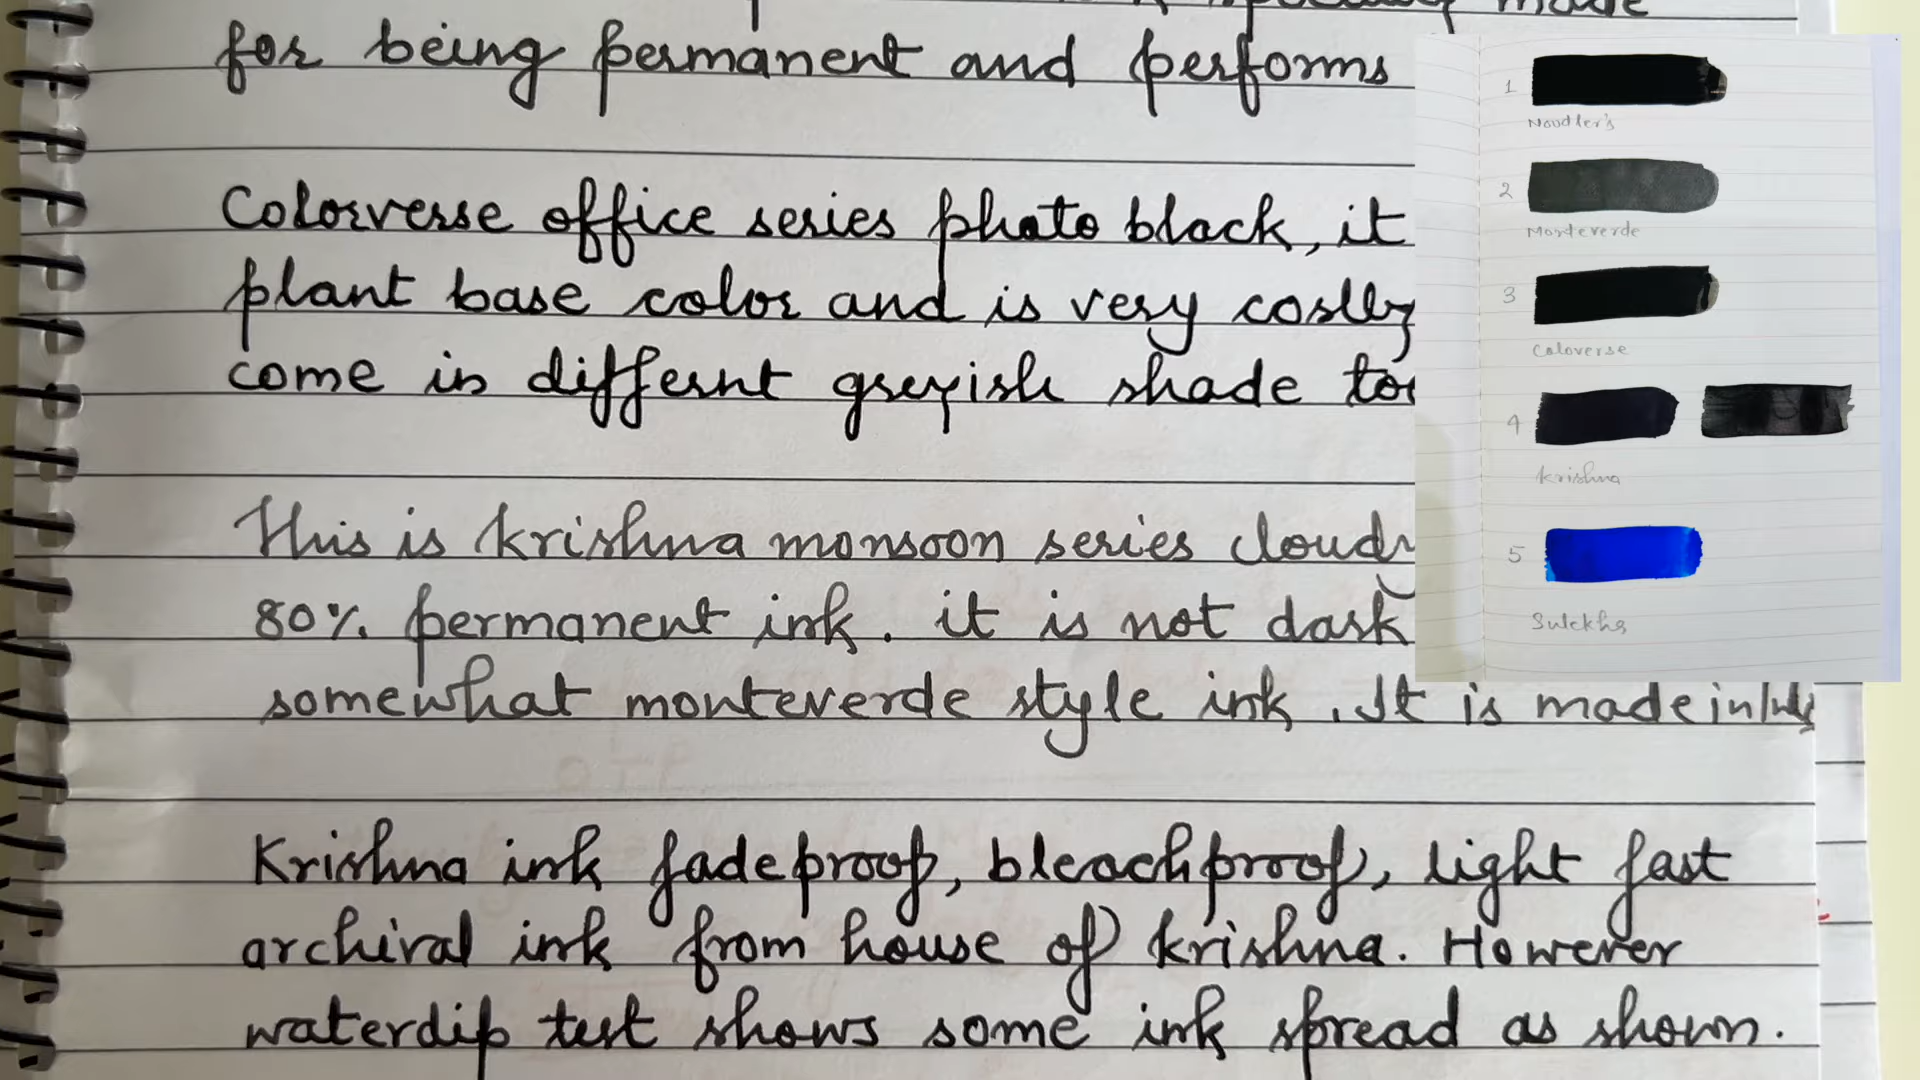 for being permanent and performs
Colorverse office series photo black, it
plant base color and is very costly
come in differnt greyish shade
This is krishna monsoon series
80% permanent ink. it is not dark
somewhat monteverde style ink. It is made in
Krishna ink fadeproof, bleachproof, light fast
archival ink from house of krishna. However
waterdip test shows some ink spread as shown.
1
Noodler's
2
Monteverde
3
Coloverse
4
Krishna
5
Sulekha